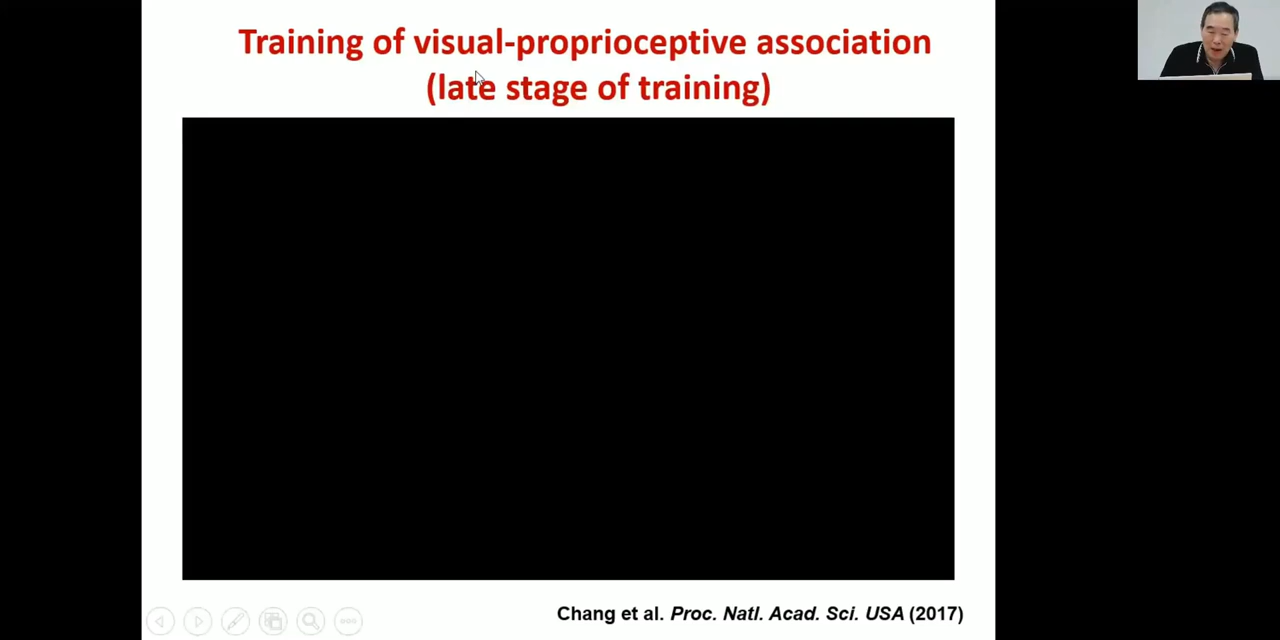 Training of visual-proprioceptive association
(late stage of training)
Chang et al. Proc. Natl. Acad. Sci. USA (2017)